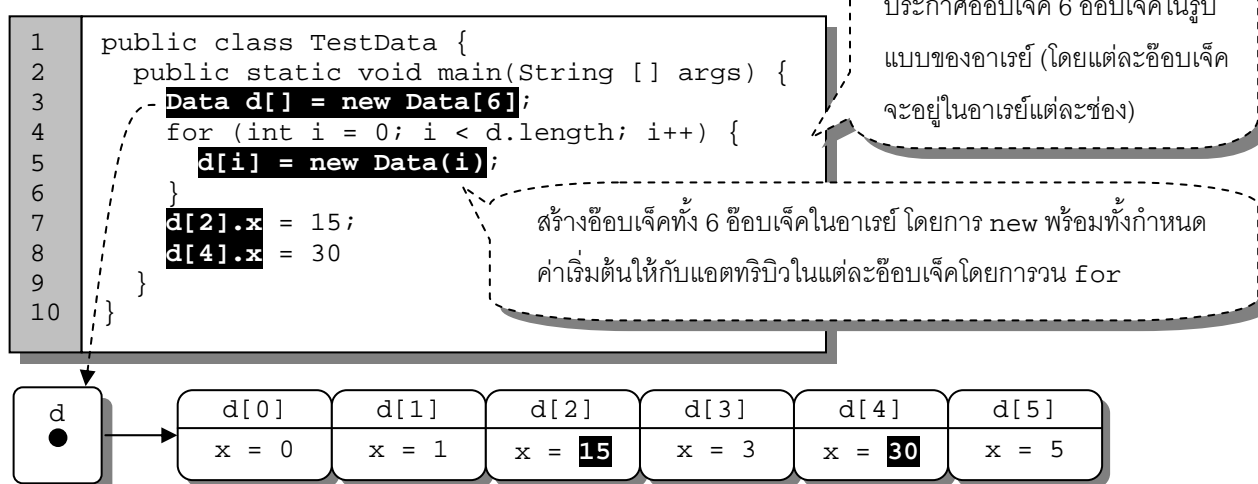 ประกาศอ๊อบเจ็ค 6 อ๊อบเจ็คในรูป
แบบของอาเรย์ (โดยแต่ละอ๊อบเจ็ค
จะอยู่ในอาเรย์แต่ละช่อง)
1 public class TestData {
2 public static void main(String [] args) {
3 Data d[] = new Data[6];
4 for (int i = 0; i < d.length; i++) {
5 d[i] = new Data(i);
6 }
7 d[2].x = 15;
8 d[4].x = 30
9 }
10 }
สร้างอ๊อบเจ็คทั้ง 6 อ๊อบเจ็คในอาเรย์ โดยการ new พร้อมทั้งกำหนด
ค่าเริ่มต้นให้กับแอตทริบิวในแต่ละอ๊อบเจ็คโดยการวน for
d d[0] d[1] d[2] d[3] d[4] d[5]
x = 0 x = 1 x = 15 x = 3 x = 30 x = 5